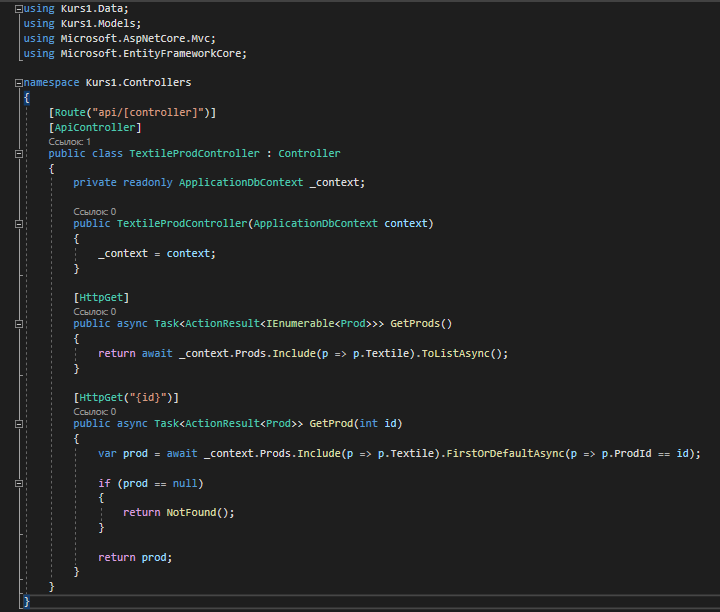 using Kurs1.Data;
using Kurs1.Models;
using Microsoft.AspNetCore.Mvc;
using Microsoft.EntityFrameworkCore;
namespace Kurs1.Controllers
{
[Route("api/[controller]")]
[ApiController]
Ссылок: 1
public class TextileProdController : Controller
{
private readonly ApplicationDbContext _context;
Ссылок: 0
public TextileProdController(ApplicationDbContext context)
{
_context = context;
}
[HttpGet]
Ссылок: 0
public async Task<ActionResult<IEnumerable<Prod>>> GetProds()
{
return await _context.Prods.Include(p => p.Textile).ToListAsync();
}
[HttpGet("{id}")]
Ссылок: 0
public async Task<ActionResult<Prod>> GetProd(int id)
{
var prod = await _context.Prods.Include(p => p.Textile).FirstOrDefaultAsync(p => p.ProdId == id);
if (prod == null)
{
return NotFound();
}
return prod;
}
}
}